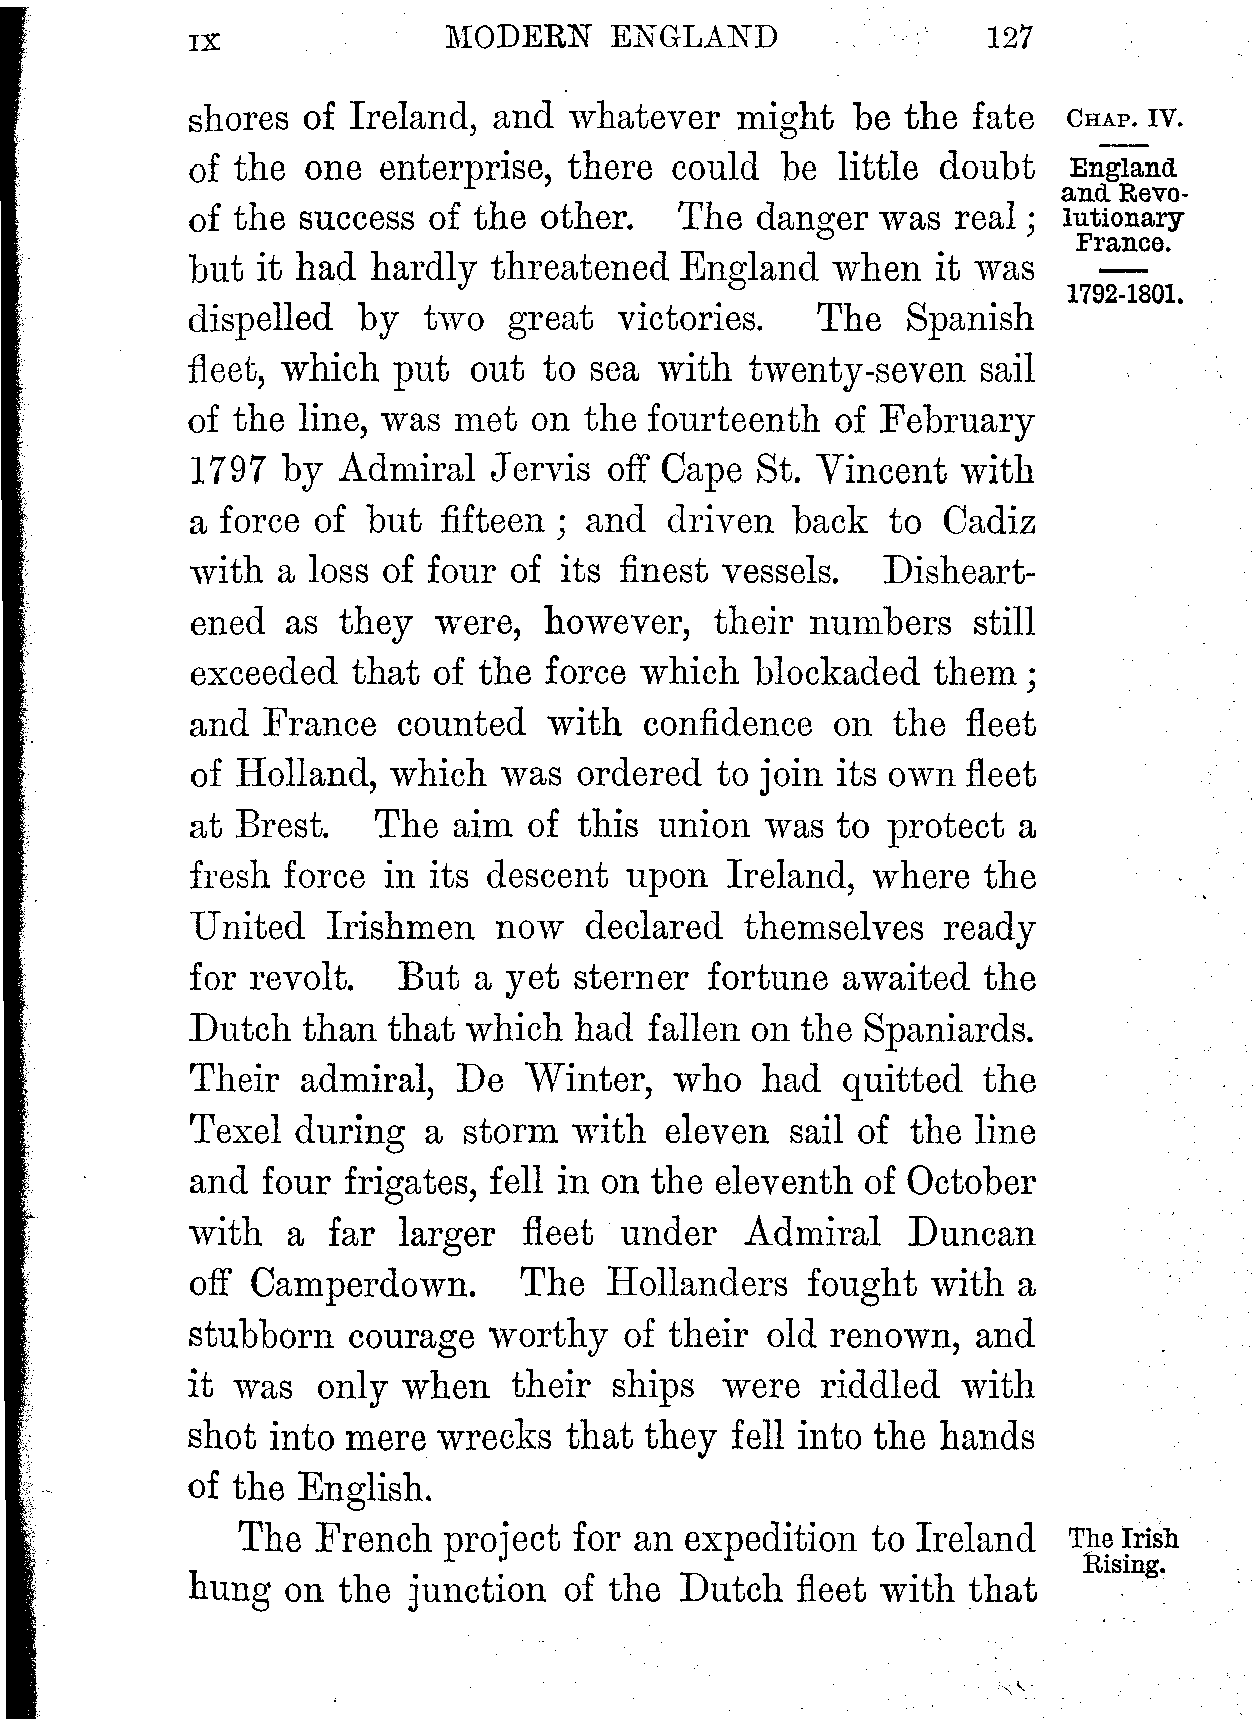 IX MODERN ENGLAND 127
shores of Ireland, and whatever might be the fate
of the one enterprise, there could be little doubt
of the success of the other. The danger was real;
but it had hardly threatened England when it was
dispelled by two great victories. The Spanish
fleet, which put out to sea with twenty-seven sail
of the line, was met on the fourteenth of February
1797 by Admiral Jervis off Cape St. Vincent with
a force of but fifteen; and driven back to Cadiz
with a loss of four of its finest vessels. Disheart-
ened as they were, however, their numbers still
exceeded that of the force which blockaded them;
and France counted with confidence on the fleet
of Holland, which was ordered to join its own fleet
at Brest. The aim of this union was to protect a
fresh force in its descent upon Ireland, where the
United Irishmen now declared themselves ready
for revolt. But a yet sterner fortune awaited the
Dutch than that which had fallen on the Spaniards.
Their admiral, De Winter, who had quitted the
Texel during a storm with eleven sail of the line
and four frigates, fell in on the eleventh of October
with a far larger fleet under Admiral Duncan
off Camperdown. The Hollanders fought with a
stubborn courage worthy of their old renown, and
it was only when their ships were riddled with
shot into mere wrecks that they fell into the hands
of the English.
The French project for an expedition to Ireland
hung on the junction of the Dutch fleet with that
CHAP. IV.
England
and Revo-
lutionary
France.
1792-1801.
The Irish
Rising.